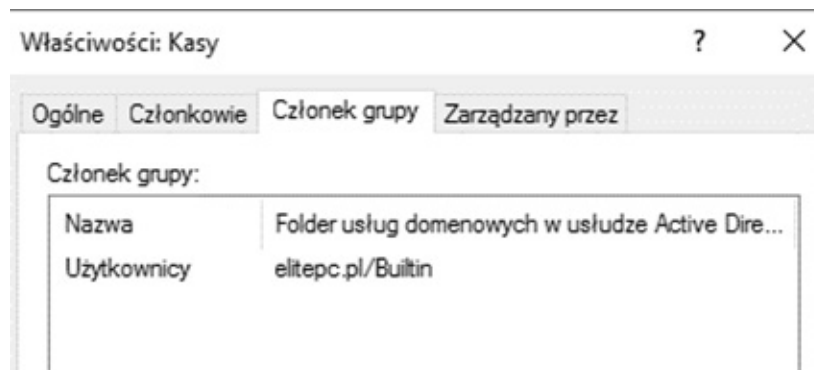 Właściwości: Kasy ? ×
Ogólne Członkowie Członek grupy Zarządzany przez
Członek grupy:
Nazwa Folder usług domenowych w usłudze Active Dire...
Użytkownicy elitepc.pl/Builtin